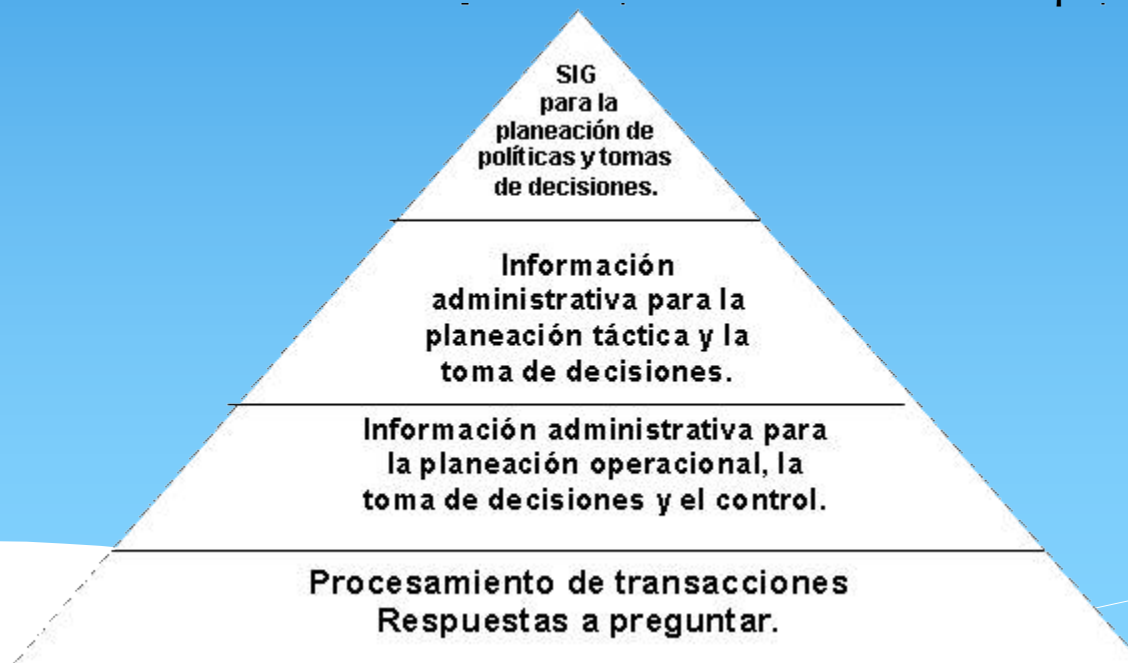 SIG
para la
planeación de
políticas y tomas
de decisiones.
Información
administrativa para la
planeación táctica y la
toma de decisiones.
Información administrativa para
la planeación operacional, la
toma de decisiones y el control.
Procesamiento de transacciones
Respuestas a preguntar.